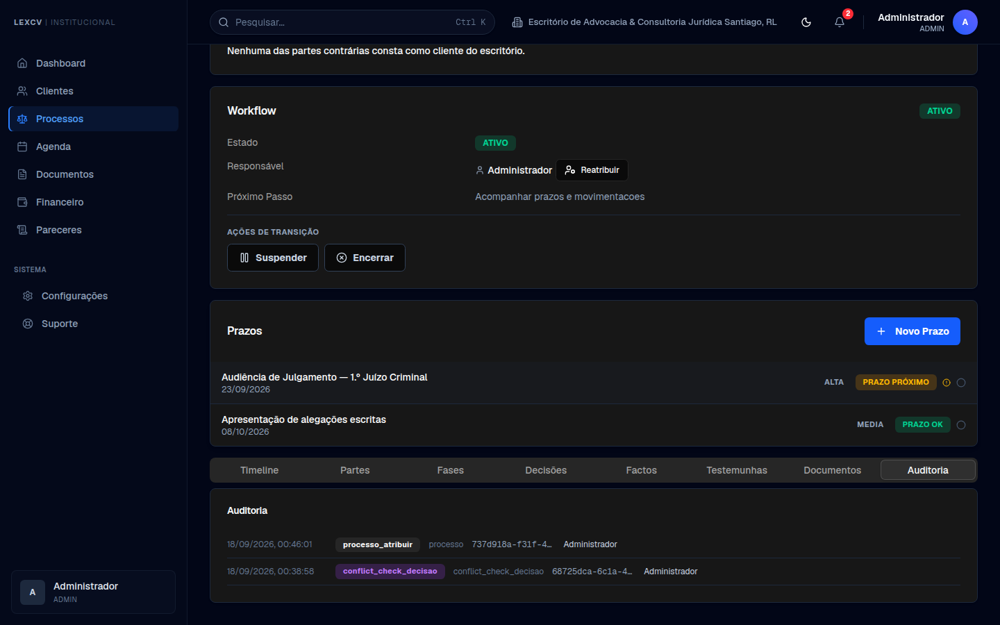 LEXCV | INSTITUCIONAL
Pesquisar...
Ctrl K
Escritório de Advocacia & Consultoria Jurídica Santiago, RL
2
Administrador
ADMIN
A
Dashboard
Clientes
Processos
Agenda
Documentos
Financeiro
Pareceres
SISTEMA
Configurações
Suporte
A
Administrador
ADMIN
Nenhuma das partes contrárias consta como cliente do escritório.
Workflow
ATIVO
Estado
ATIVO
Responsável
Administrador
Reatribuir
Próximo Passo
Acompanhar prazos e movimentacoes
AÇÕES DE TRANSIÇÃO
Suspender
Encerrar
Prazos
Novo Prazo
Audiência de Julgamento — 1.º Juízo Criminal
23/09/2026
ALTA
PRAZO PRÓXIMO
Apresentação de alegações escritas
08/10/2026
MEDIA
PRAZO OK
Timeline
Partes
Fases
Decisões
Factos
Testemunhas
Documentos
Auditoria
Auditoria
18/09/2026, 00:46:01 processo_atribuir processo 737d918a-f31f-4… Administrador
18/09/2026, 00:38:58 conflict_check_decisao conflict_check_decisao 68725dca-6c1a-4… Administrador